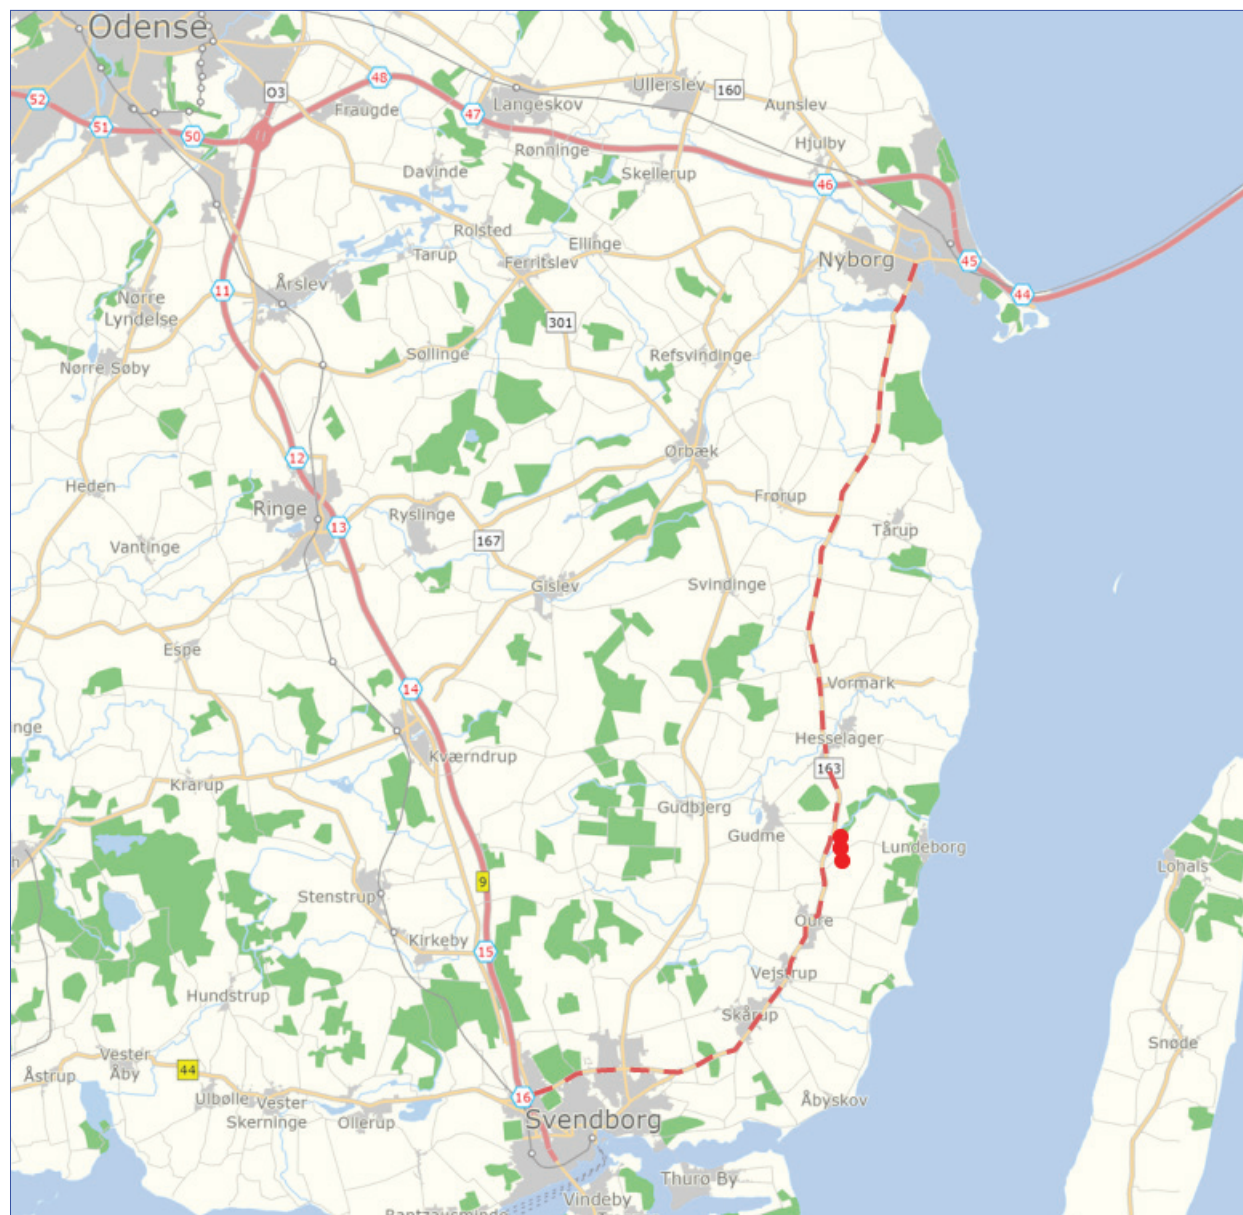 Odense
48
Ullerslev
52
O3
160
Langeskov
Aunslev
Fraugde
47
51
50
Hjulby
Rønninge
Davinde
Skellerup
46
Rolsted
Ellinge
Tarup
Ferritslev
Nyborg
45
Årslev
11
44
Nørre
Lyndelse
301
Søllinge
Refsvindinge
Nørre Søby
Ørbæk
12
Heden
Frørup
Ringe
Ryslinge
13
Tårup
167
Vantinge
Gislev
Svindinge
Espe
Vormark
14
nge
Hesselager
Kværndrup
163
Krarup
Gudbjerg
Gudme
Lundeborg
h
Lohals
9
Stenstrup
Oure
Kirkeby
15
Vejstrup
Hundstrup
Skårup
Snøde
Vester
Åby
44
Åstrup
Ulbølle
Vester
Skerninge
16
Åbyskov
Ollerup
Svendborg
Thurø By
Vindeby